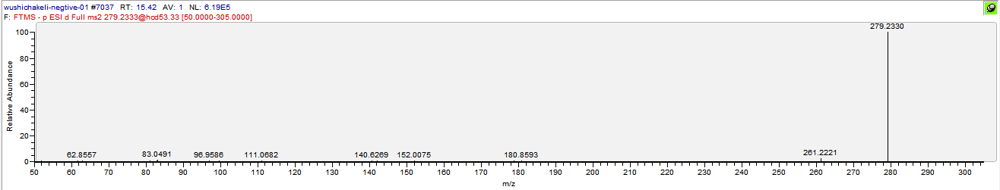 wushichakeli-negtive-01 #7037 RT: 15.42 AV: 1 NL: 6.19E5
F: FTMS - p ESI d Full ms2 279.2333@hcd53.33 [50.0000-305.0000]
279.2330
100
80
60
40
20
0
Relative Abundance
62.8557 83.0491 96.9586 111.0682 140.6269 152.0075 180.8593 261.2221
50 60 70 80 90 100 110 120 130 140 150 160 170 180 190 200 210 220 230 240 250 260 270 280 290 300
m/z